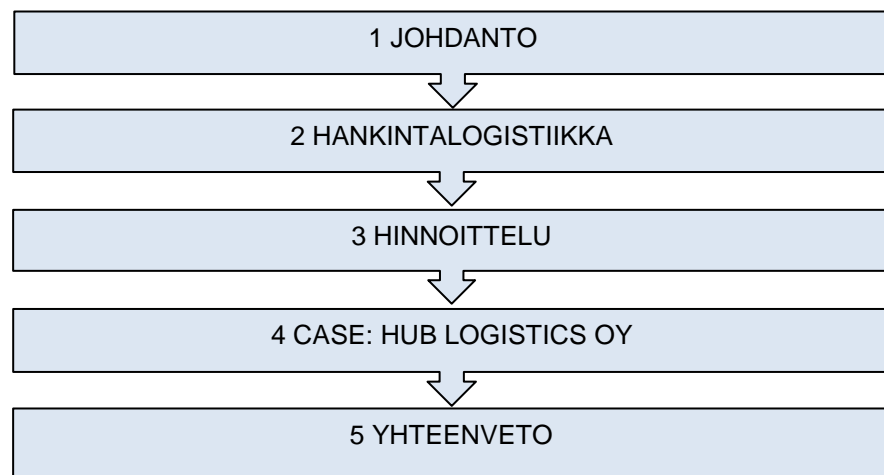 1 JOHDANTO
2 HANKINTALOGISTIIKKA
3 HINNOITTELU
4 CASE: HUB LOGISTICS OY
5 YHTEENVETO